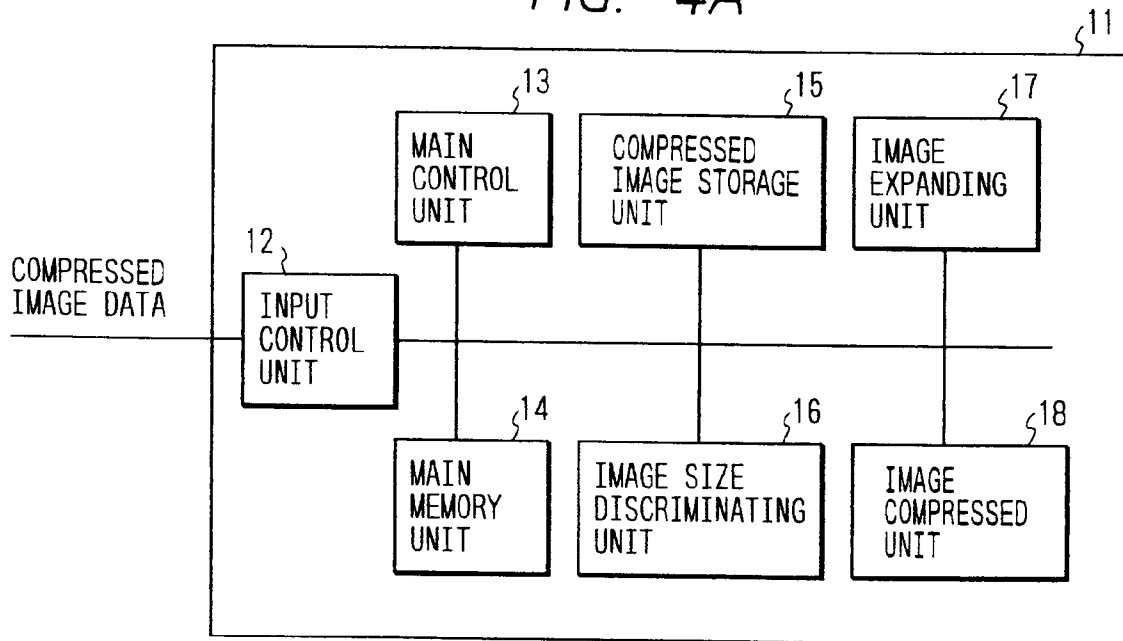 FIG. 4A
11
13
MAIN
CONTROL
UNIT
15
COMPRESSED
IMAGE STORAGE
UNIT
17
IMAGE
EXPANDING
UNIT
COMPRESSED
IMAGE DATA
12
INPUT
CONTROL
UNIT
14
MAIN
MEMORY
UNIT
16
IMAGE SIZE
DISCRIMINATING
UNIT
18
IMAGE
COMPRESSED
UNIT